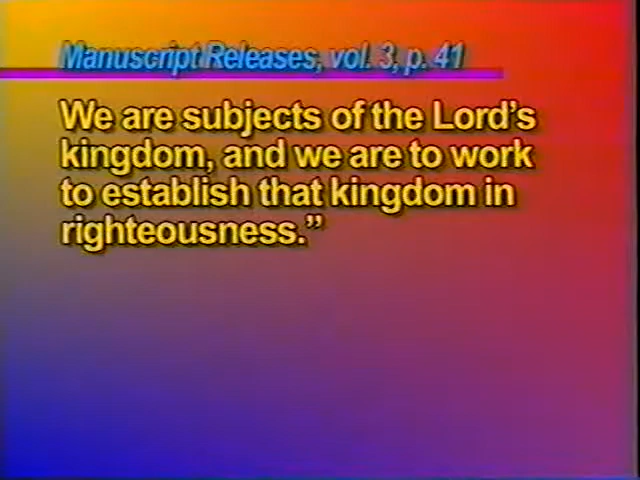 Manuscript Releases, vol. 3, p. 41
We are subjects of the Lord's
kingdom, and we are to work
to establish that kingdom in
righteousness.”